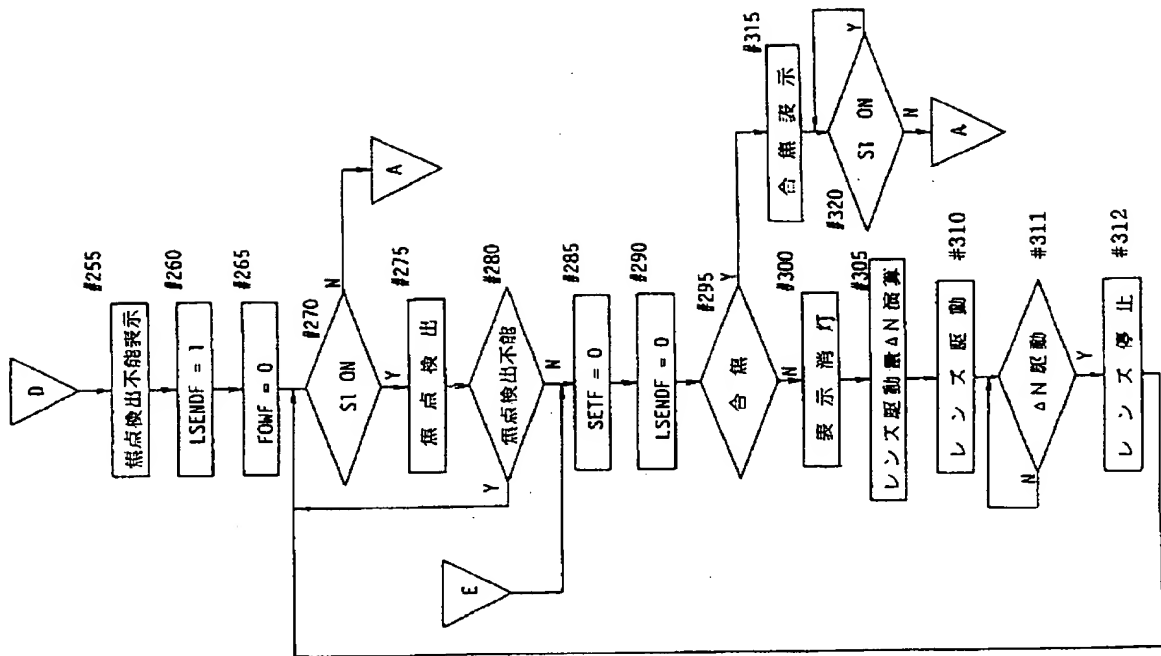 D
#255
焦点検出不能表示
#260
LSENDF = 1
#265
FOWF = 0
#270
S1 ON
N
Y
A
#275
焦点検出
#280
焦点検出不能
Y
N
E
#285
SETF = 0
#290
LSENDF = 0
#295
合焦
Y
N
#300
表示消灯
#305
レンズ駆動量ΔN演算
#310
レンズ駆動
#311
ΔN駆動
N
Y
#312
レンズ停止
#315
合焦表示
#320
S1 ON
Y
N
A